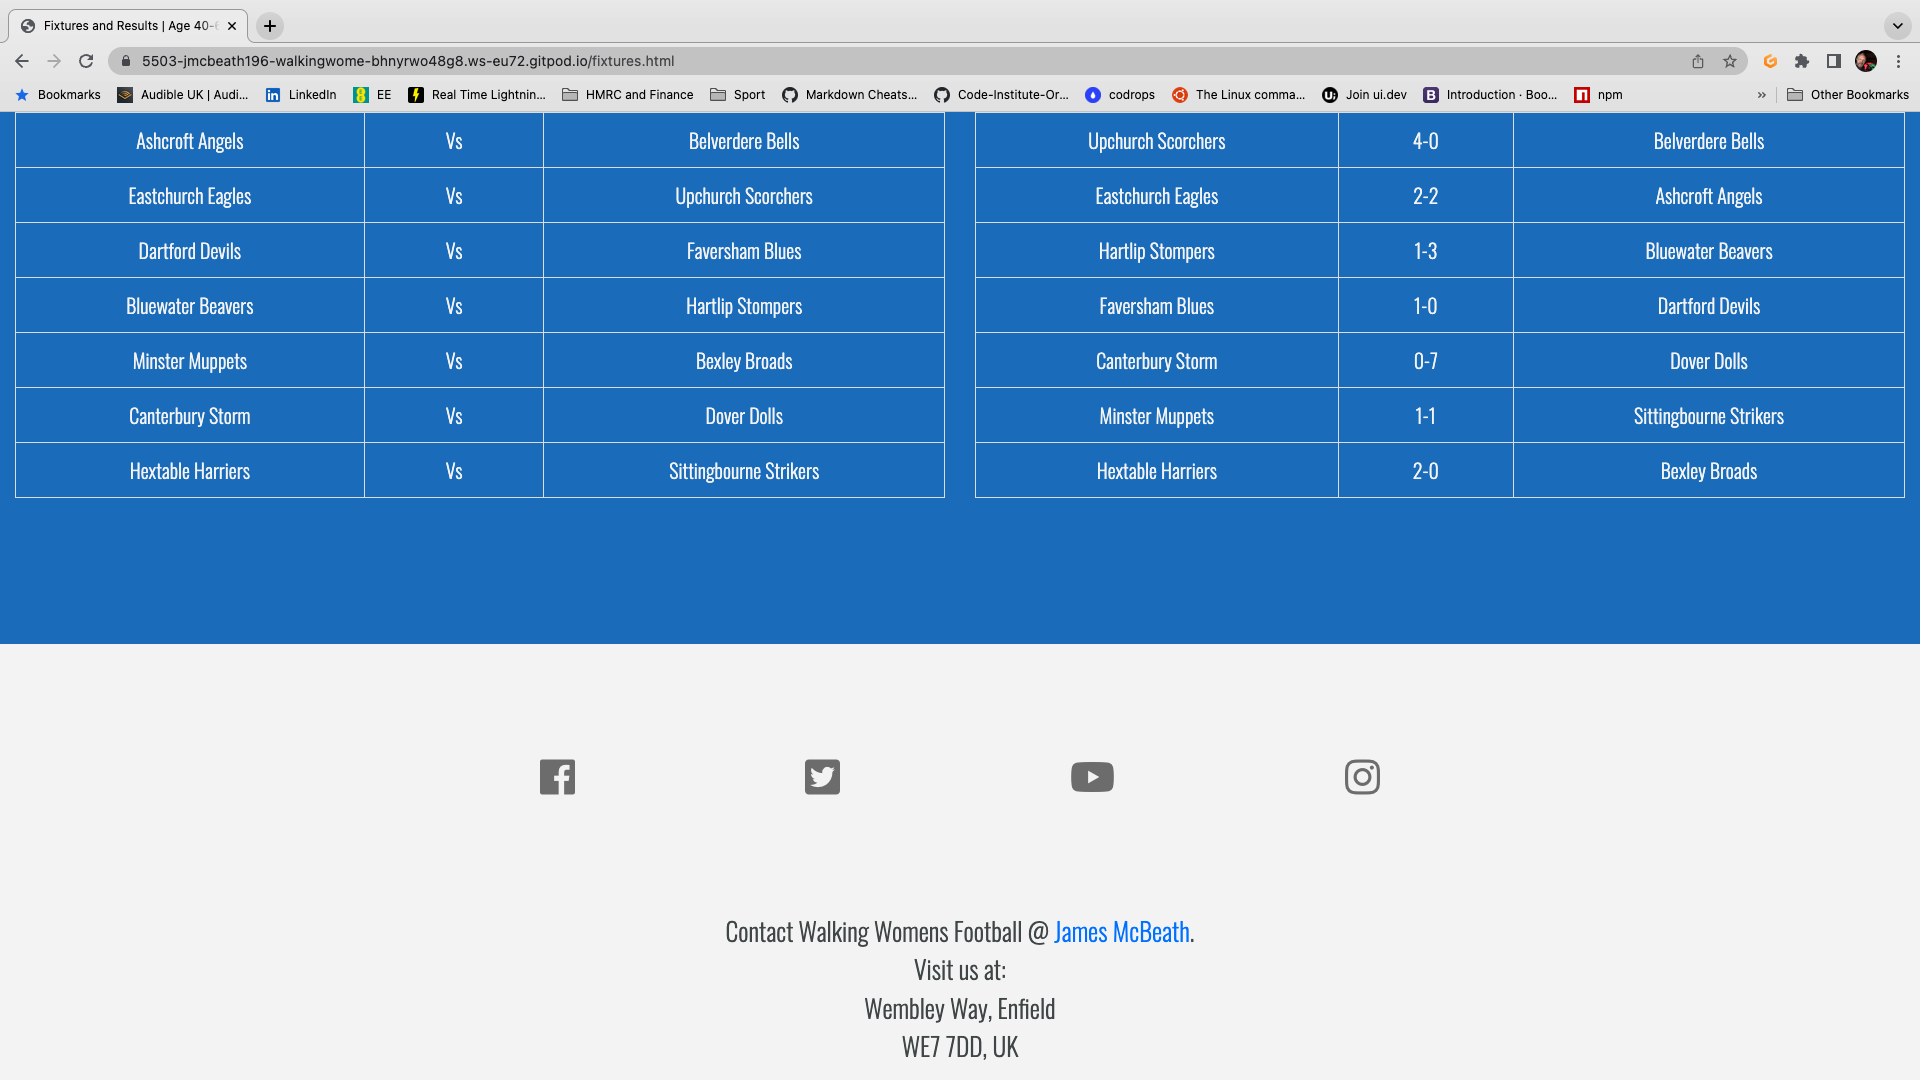 Fixtures and Results | Age 40-6
5503-jmcbeath196-walkingwome-bhnyrwo48g8.ws-eu72.gitpod.io/fixtures.html
Bookmarks Audible UK | Audi... LinkedIn EE Real Time Lightnin... HMRC and Finance Sport Markdown Cheats... Code-Institute-Or... codrops The Linux comma... Join ui.dev Introduction · Boo... npm » Other Bookmarks
Ashcroft Angels Vs Belverdere Bells Upchurch Scorchers 4-0 Belverdere Bells
Eastchurch Eagles Vs Upchurch Scorchers Eastchurch Eagles 2-2 Ashcroft Angels
Dartford Devils Vs Faversham Blues Hartlip Stompers 1-3 Bluewater Beavers
Bluewater Beavers Vs Hartlip Stompers Faversham Blues 1-0 Dartford Devils
Minster Muppets Vs Bexley Broads Canterbury Storm 0-7 Dover Dolls
Canterbury Storm Vs Dover Dolls Minster Muppets 1-1 Sittingbourne Strikers
Hextable Harriers Vs Sittingbourne Strikers Hextable Harriers 2-0 Bexley Broads
Contact Walking Womens Football @ James McBeath.
Visit us at:
Wembley Way, Enfield
WE7 7DD, UK